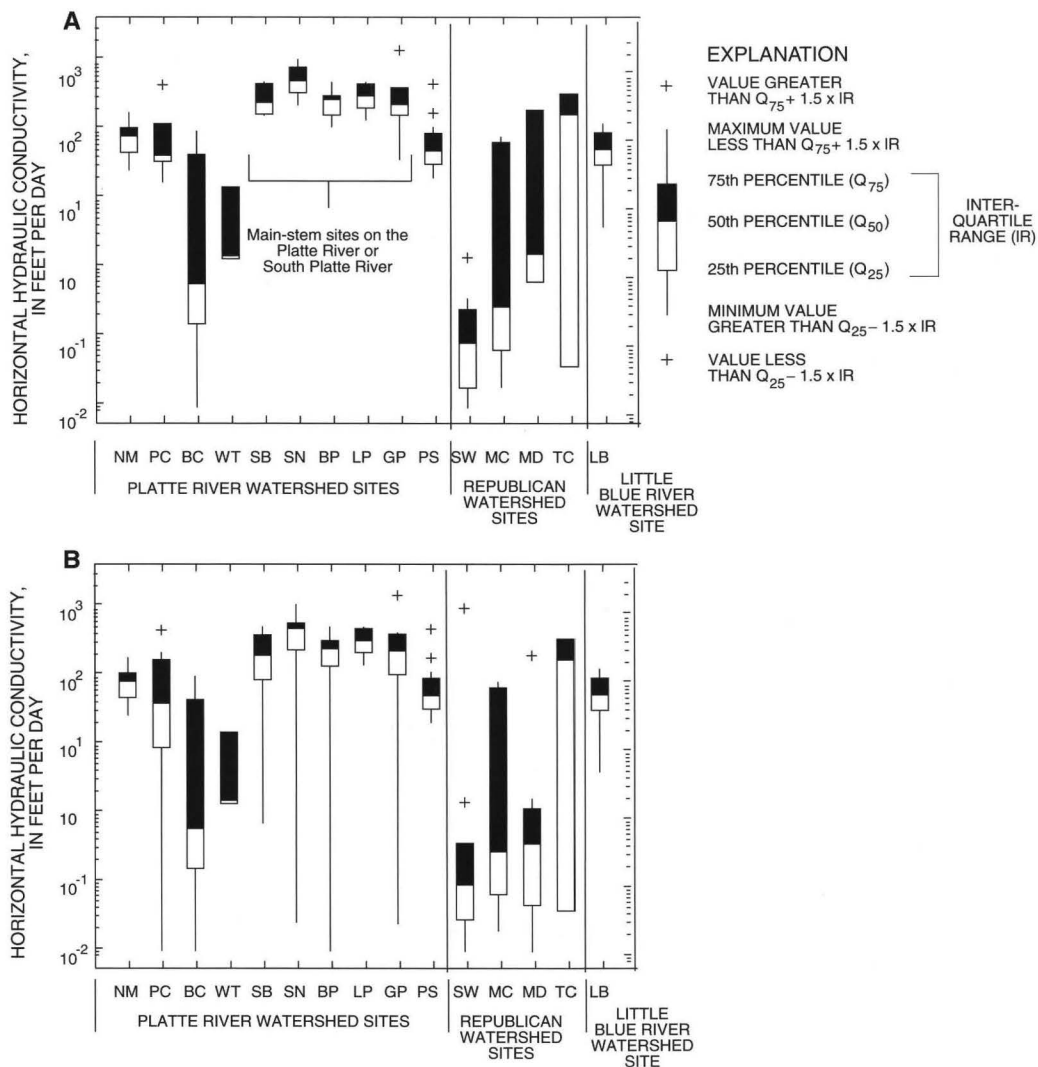 A
HORIZONTAL HYDRAULIC CONDUCTIVITY,
IN FEET PER DAY
10³
10²
10¹
10⁰
10⁻¹
10⁻²
Main-stem sites on the
Platte River or
South Platte River
NM PC BC WT SB SN BP LP GP PS SW MC MD TC LB
PLATTE RIVER WATERSHED SITES
REPUBLICAN
WATERSHED
SITES
LITTLE
BLUE RIVER
WATERSHED
SITE
EXPLANATION
+ VALUE GREATER
THAN Q₇₅ + 1.5 x IR
MAXIMUM VALUE
LESS THAN Q₇₅ + 1.5 x IR
75th PERCENTILE (Q₇₅)
50th PERCENTILE (Q₅₀)
25th PERCENTILE (Q₂₅)
INTER-
QUARTILE
RANGE (IR)
MINIMUM VALUE
GREATER THAN Q₂₅ – 1.5 x IR
+ VALUE LESS
THAN Q₂₅ – 1.5 x IR
B
HORIZONTAL HYDRAULIC CONDUCTIVITY,
IN FEET PER DAY
10³
10²
10¹
10⁰
10⁻¹
10⁻²
NM PC BC WT SB SN BP LP GP PS SW MC MD TC LB
PLATTE RIVER WATERSHED SITES
REPUBLICAN
WATERSHED
SITES
LITTLE
BLUE RIVER
WATERSHED
SITE